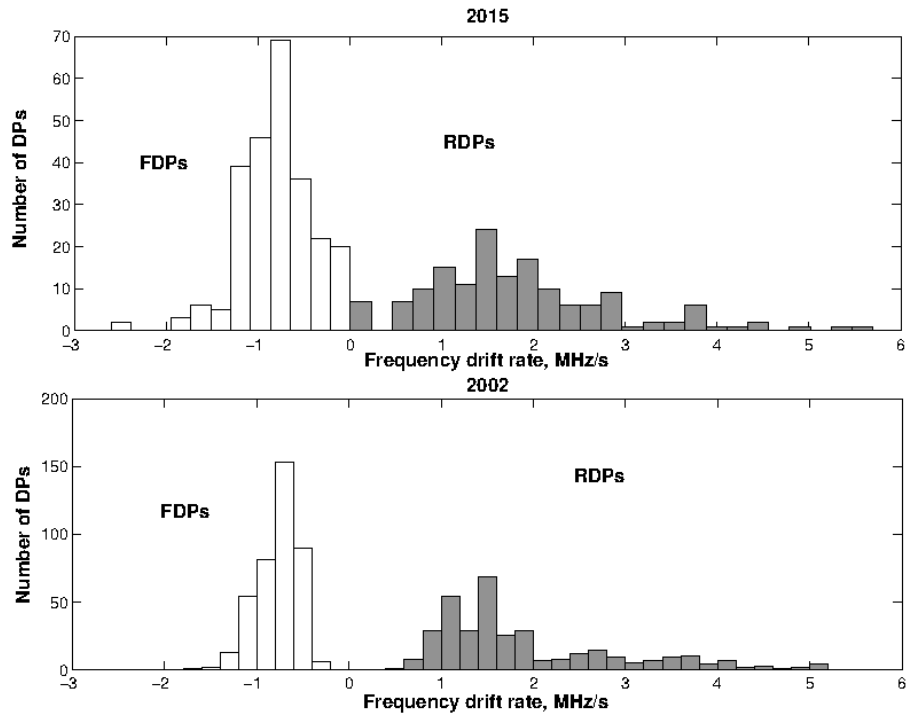 2015
70
60
50
40
30
20
10
0
Number of DPs
FDPs
RDPs
−3 −2 −1 0 1 2 3 4 5 6
Frequency drift rate, MHz/s
2002
200
150
100
50
0
Number of DPs
FDPs
RDPs
−3 −2 −1 0 1 2 3 4 5 6
Frequency drift rate, MHz/s